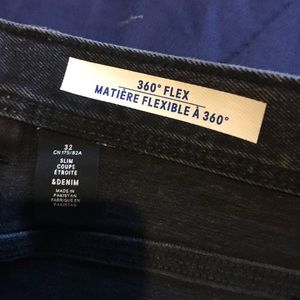 360° FLEX
MATIÈRE FLEXIBLE À 360°
32
CN 175/82A
SLIM
COUPE
ÉTROITE
&DENIM
MADE IN
PAKISTAN
FABRIQUÉ EN
PAKISTAN